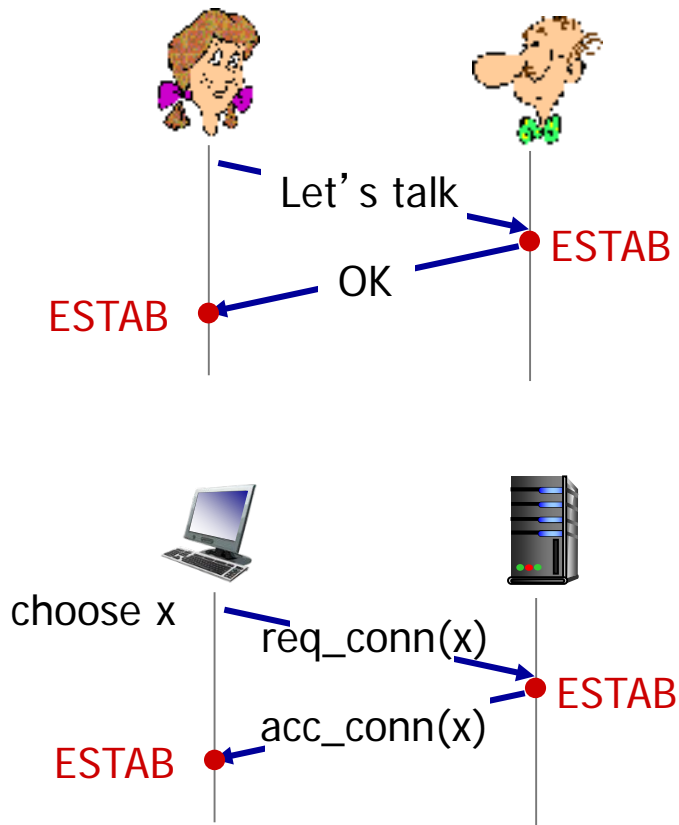 Let's talk
ESTAB
OK
ESTAB
choose x
req_conn(x)
ESTAB
acc_conn(x)
ESTAB